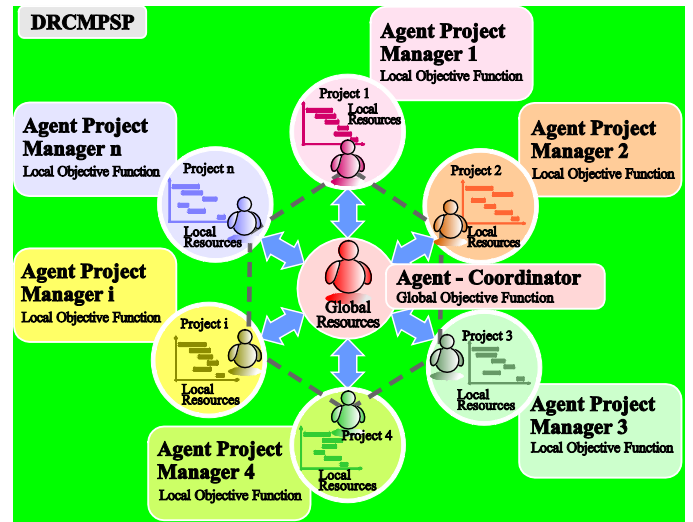 DRCMPSP
Agent Project
Manager 1
Local Objective Function
Project 1
Local
Resources
Agent Project
Manager n
Local Objective Function
Project n
Local
Resources
Agent Project
Manager 2
Local Objective Function
Project 2
Local
Resources
Agent - Coordinator
Global Objective Function
Global
Resources
Agent Project
Manager i
Local Objective Function
Project i
Local
Resources
Project 3
Local
Resources
Agent Project
Manager 3
Local Objective Function
Agent Project
Manager 4
Local Objective Function
Project 4
Local
Resources